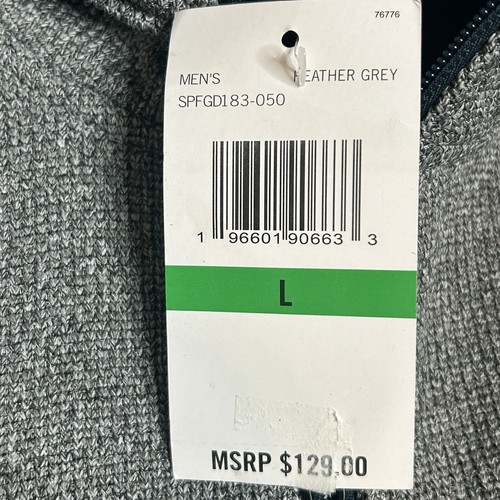 76776
MEN'S HEATHER GREY
SPFGD183-050
1 96601 90663 3
L
MSRP $129.00